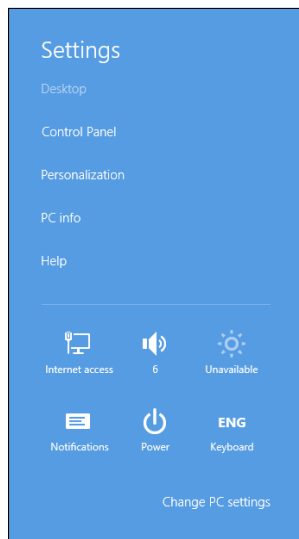 Settings
Desktop
Control Panel
Personalization
PC info
Help
Internet access
6
Unavailable
Notifications
Power
ENG
Keyboard
Change PC settings